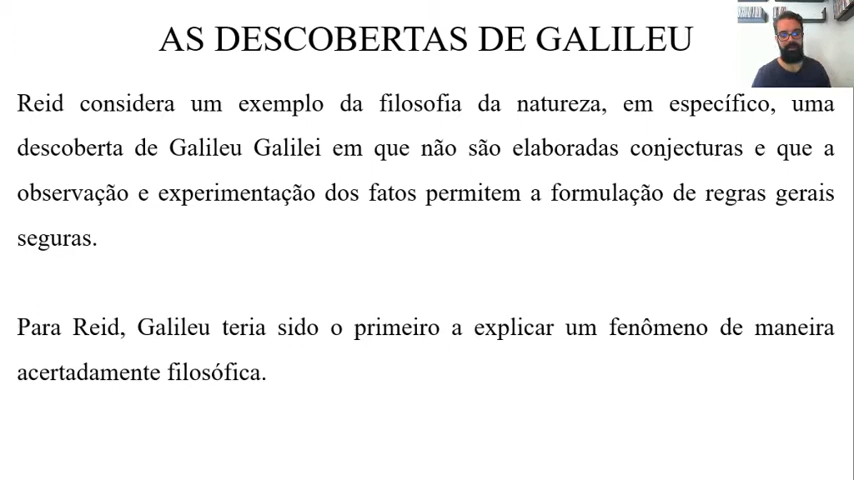 AS DESCOBERTAS DE GALILEU
Reid considera um exemplo da filosofia da natureza, em específico, uma
descoberta de Galileu Galilei em que não são elaboradas conjecturas e que a
observação e experimentação dos fatos permitem a formulação de regras gerais
seguras.
Para Reid, Galileu teria sido o primeiro a explicar um fenômeno de maneira
acertadamente filosófica.